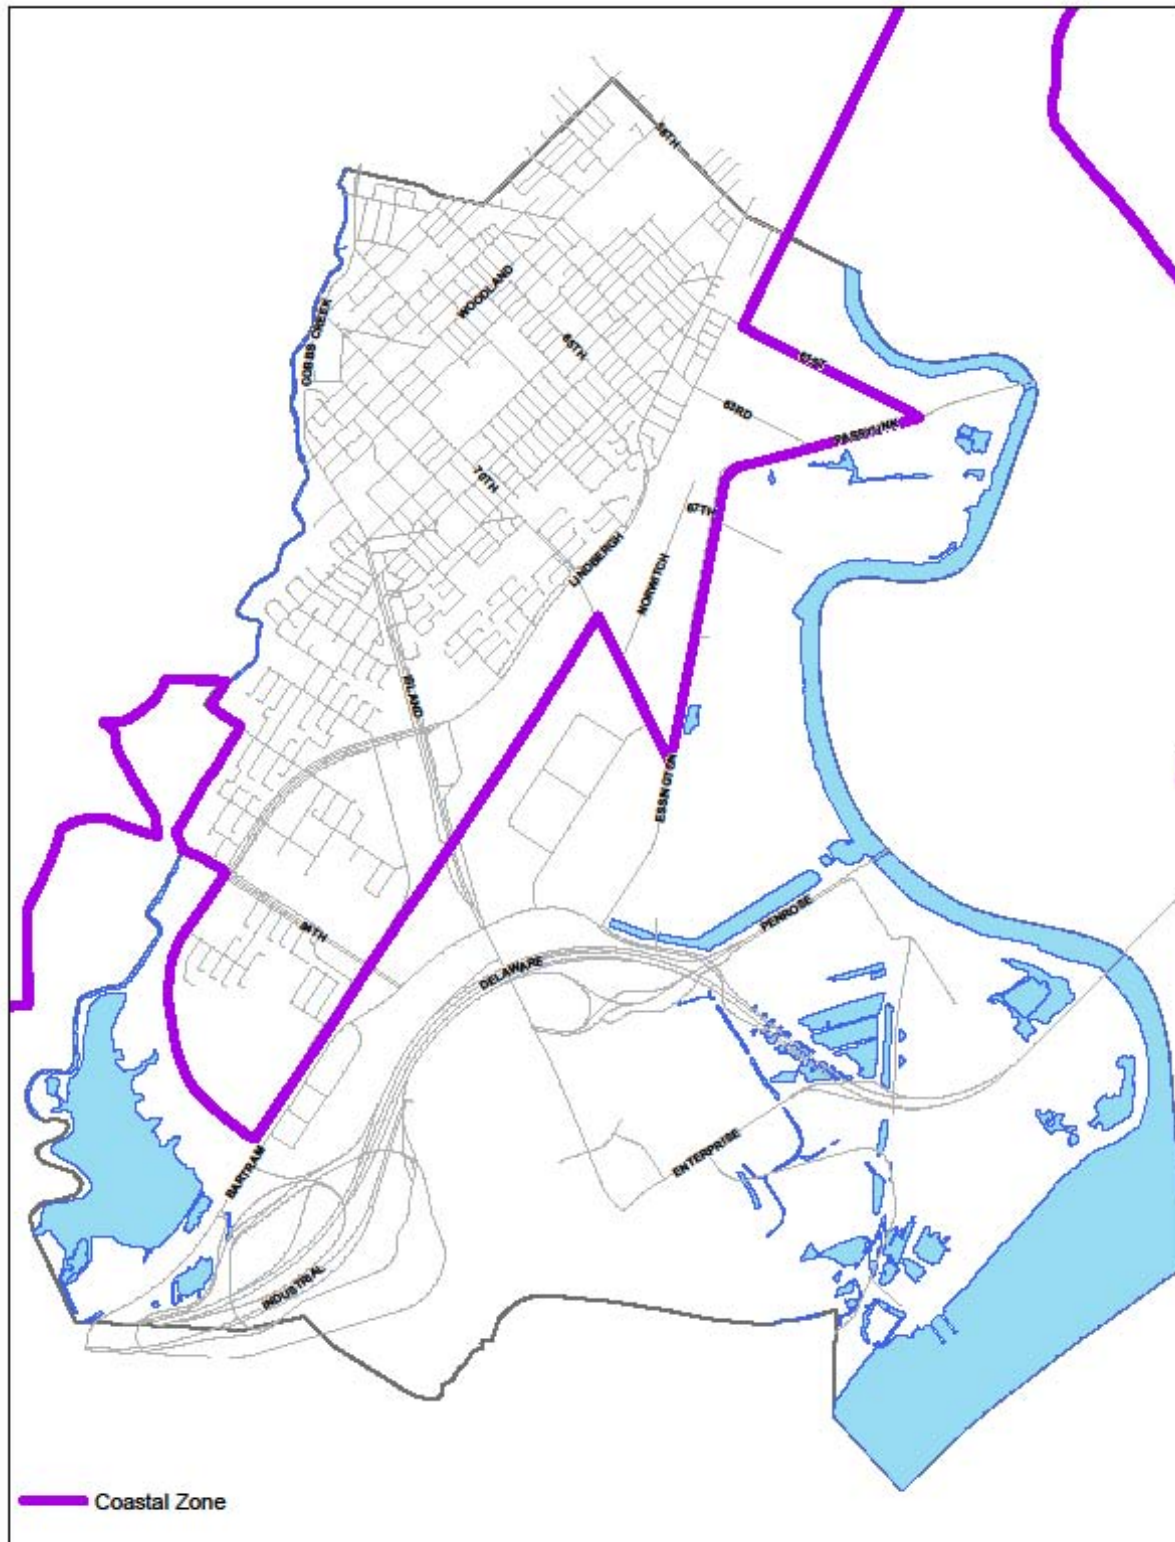 58TH
WOODLAND
COBBS CREEK
65TH
61ST
63RD
PASSYUNK
70TH
67TH
LINDBERGH
NORWITCH
ISLAND
ESSINGTON
84TH
PENROSE
DELAWARE
ENTERPRISE
BARTRAM
INDUSTRIAL
Coastal Zone